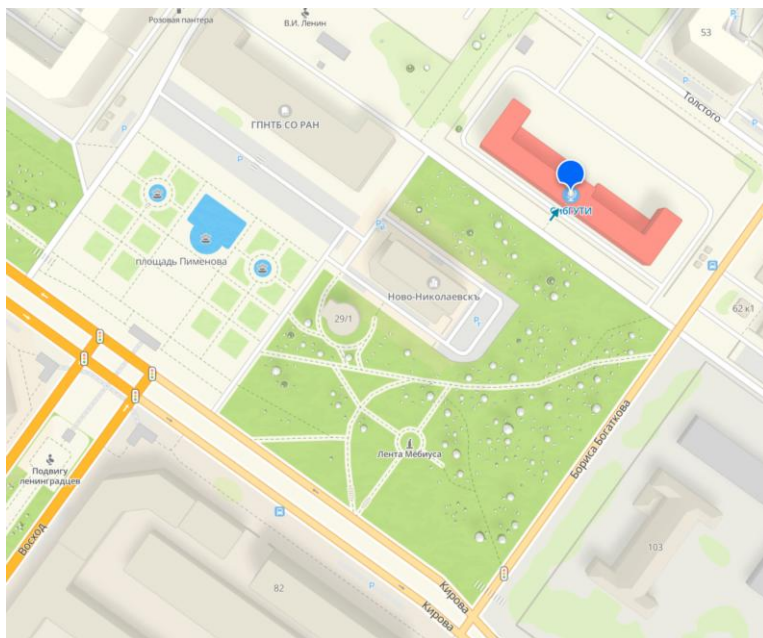 Розовая пантера
В.И. Ленин
53
Толстого
ГПНТБ СО РАН
СибГУТИ
площадь Пименова
Ново-Николаевскъ
62 к1
29/1
Бориса Богаткова
Лента Мёбиуса
Подвигу
ленинградцев
Восход
103
82
Кирова
Кирова